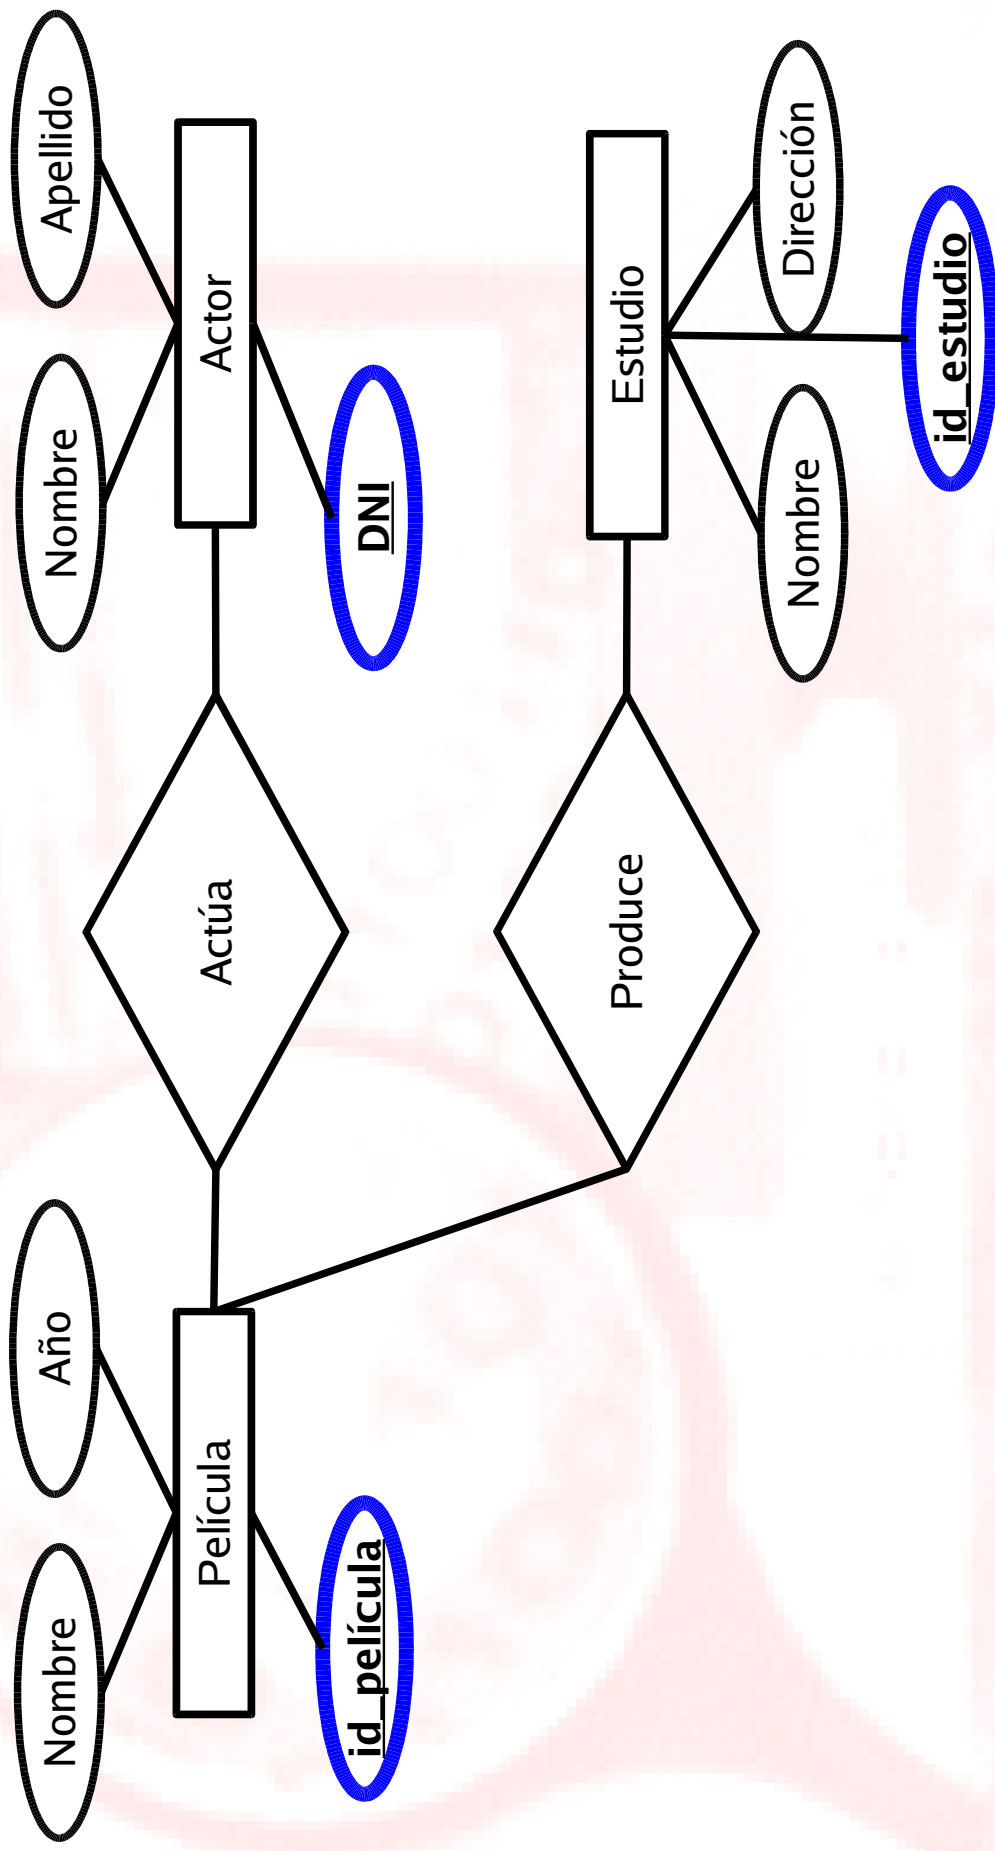 Nombre
Año
Nombre
Apellido
Película
Actúa
Actor
id_película
DNI
Produce
Estudio
Nombre
Dirección
id_estudio